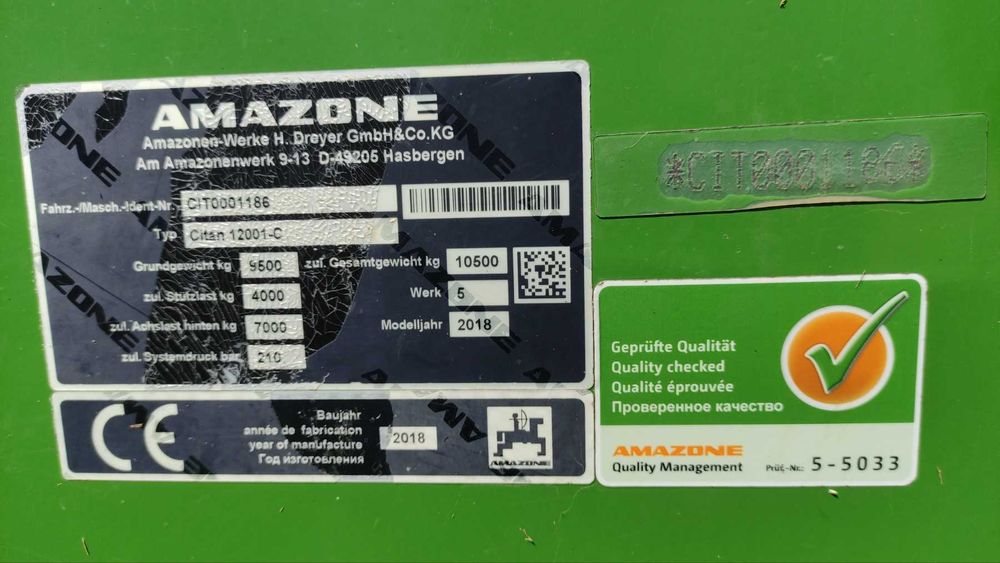 AMAZONE
Amazonen-Werke H. Dreyer GmbH&Co.KG
Am Amazonenwerk 9-13 D-49205 Hasbergen
Fahrz.-/Masch.-Ident-Nr. CIT0001186
Typ Citan 12001-C
Grundgewicht kg 9500 zul. Gesamtgewicht kg 10500
zul. Stützlast kg 4000 Werk 5
zul. Achslast hinten kg 7000 Modelljahr 2018
zul. Systemdruck bar 210
CE
Baujahr
année de fabrication
year of manufacture
Год изготовления
2018
AMAZONE
*CIT0001186*
Geprüfte Qualität
Quality checked
Qualité éprouvée
Проверенное качество
AMAZONE
Quality Management Prüf.-Nr.: 5-5033